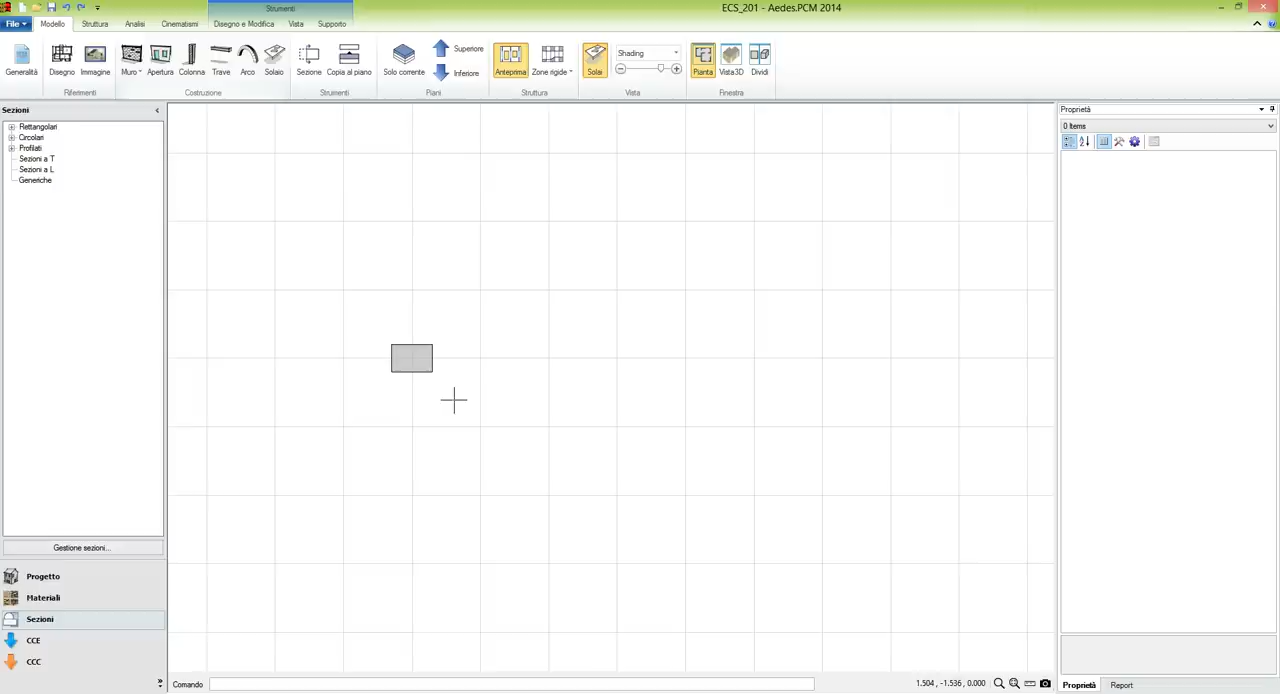 ECS_201 - Aedes.PCM 2014
Strumenti
File
Modello
Struttura
Analisi
Cinematismi
Disegno e Modifica
Vista
Supporto
Generalità
Disegno
Immagine
Muro
Apertura
Colonna
Trave
Arco
Solaio
Sezione
Copia al piano
Solo corrente
Superiore
Inferiore
Anteprima
Zone rigide
Solai
Shading
Pianta
Vista3D
Dividi
Riferimenti
Costruzione
Strumenti
Piani
Struttura
Vista
Finestra
Sezioni
Rettangolari
Circolari
Profilati
Sezioni a T
Sezioni a L
Generiche
Gestione sezioni...
Progetto
Materiali
Sezioni
CCE
CCC
Proprietà
0 Items
Comando
1.504 , -1.536 , 0.000
Proprietà
Report